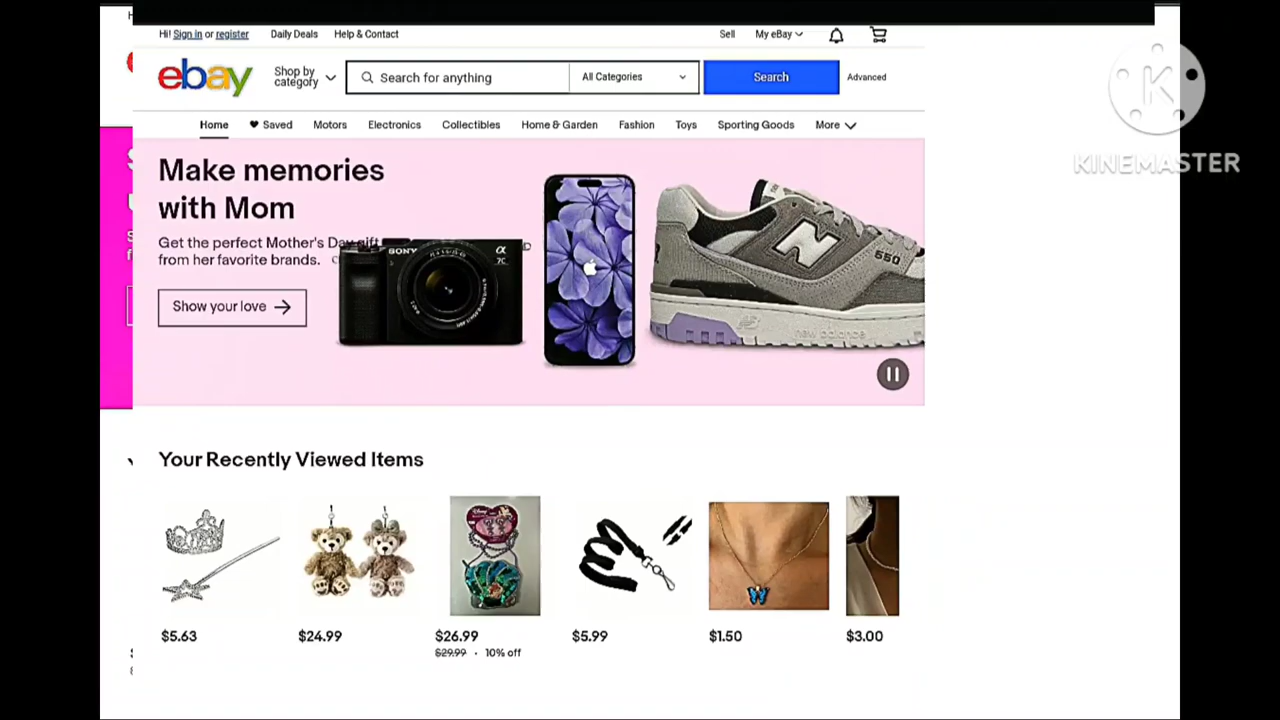 Hi! Sign in or register Daily Deals Help & Contact Sell My eBay
ebay Shop by category Search for anything All Categories Search Advanced
KINEMASTER
Home Saved Motors Electronics Collectibles Home & Garden Fashion Toys Sporting Goods More
Make memories
with Mom
Get the perfect Mother's Day gift
from her favorite brands.
SONY α 7C
N 550
new balance
Show your love
Your Recently Viewed Items
$5.63 $24.99 $26.99 $5.99 $1.50 $3.00
$29.99 · 10% off